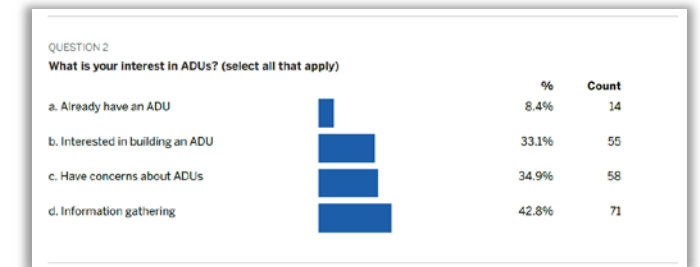 QUESTION 2
What is your interest in ADUs? (select all that apply)
% Count
a. Already have an ADU 8.4% 14
b. Interested in building an ADU 33.1% 55
c. Have concerns about ADUs 34.9% 58
d. Information gathering 42.8% 71